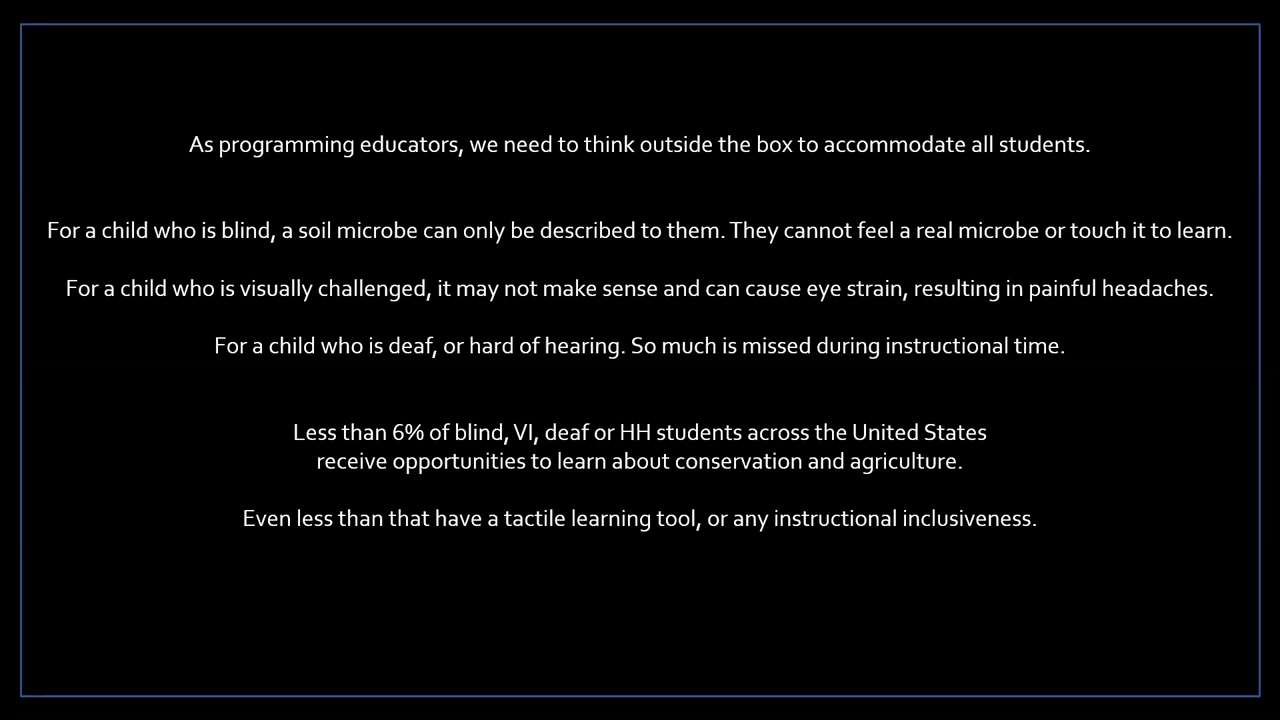 As programming educators, we need to think outside the box to accommodate all students.
For a child who is blind, a soil microbe can only be described to them. They cannot feel a real microbe or touch it to learn.
For a child who is visually challenged, it may not make sense and can cause eye strain, resulting in painful headaches.
For a child who is deaf, or hard of hearing. So much is missed during instructional time.
Less than 6% of blind, VI, deaf or HH students across the United States
receive opportunities to learn about conservation and agriculture.
Even less than that have a tactile learning tool, or any instructional inclusiveness.